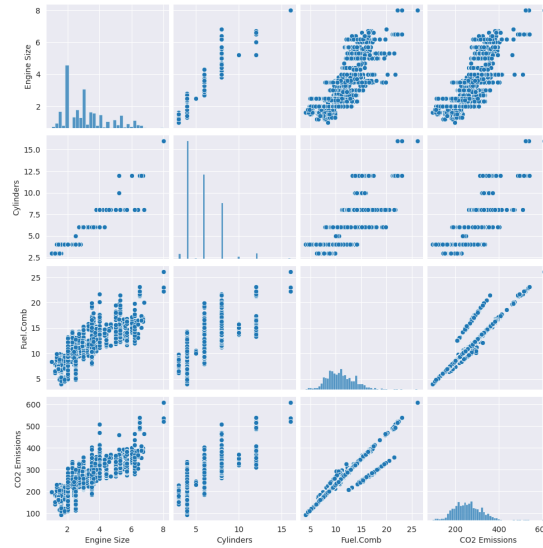 8
6
4
2
Engine Size
15.0
12.5
10.0
7.5
5.0
2.5
Cylinders
25
20
15
10
5
Fuel.Comb
600
500
400
300
200
100
CO2 Emissions
2 4 6 8
5 10 15
5 10 15 20 25
200 400 600
Engine Size Cylinders Fuel.Comb CO2 Emissions